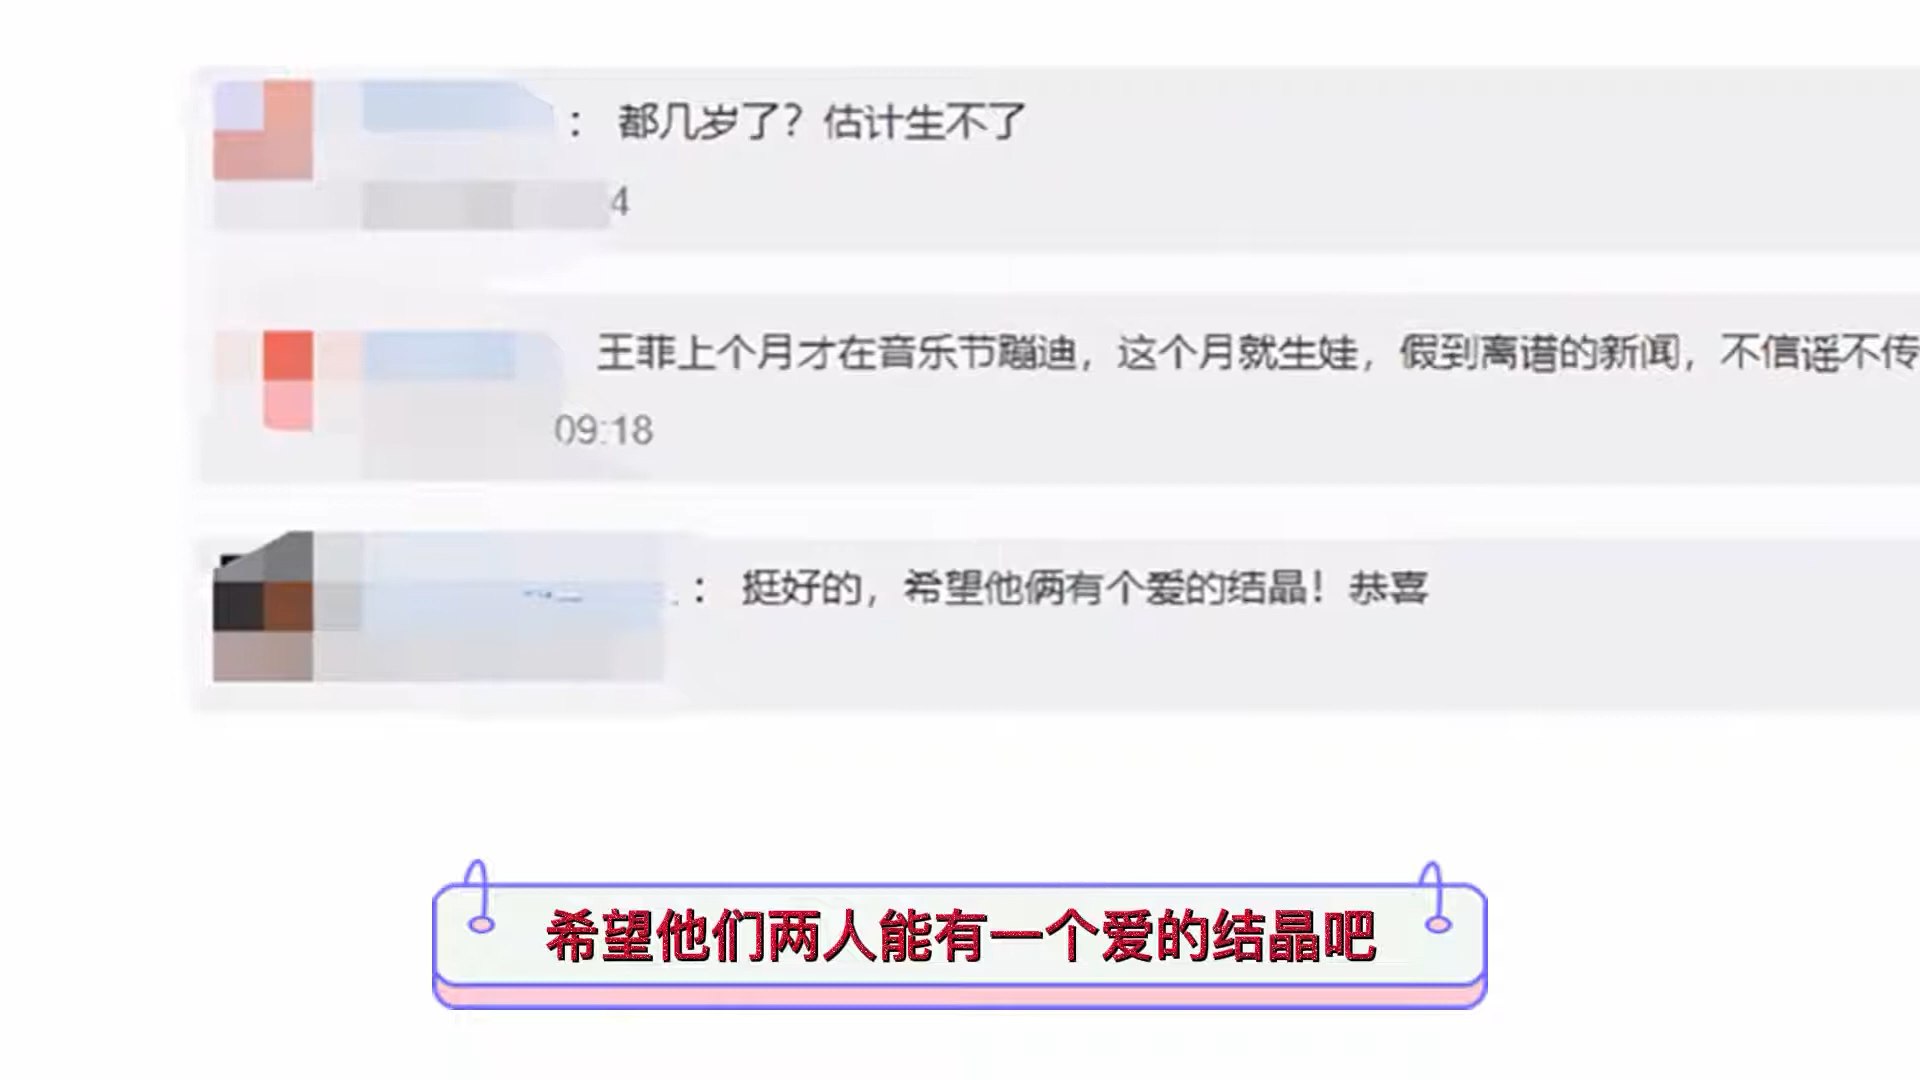 ： 都几岁了？估计生不了
4
王菲上个月才在音乐节蹦迪，这个月就生娃，假到离谱的新闻，不信谣不传
09:18
： 挺好的，希望他俩有个爱的结晶！恭喜
希望他们两人能有一个爱的结晶吧